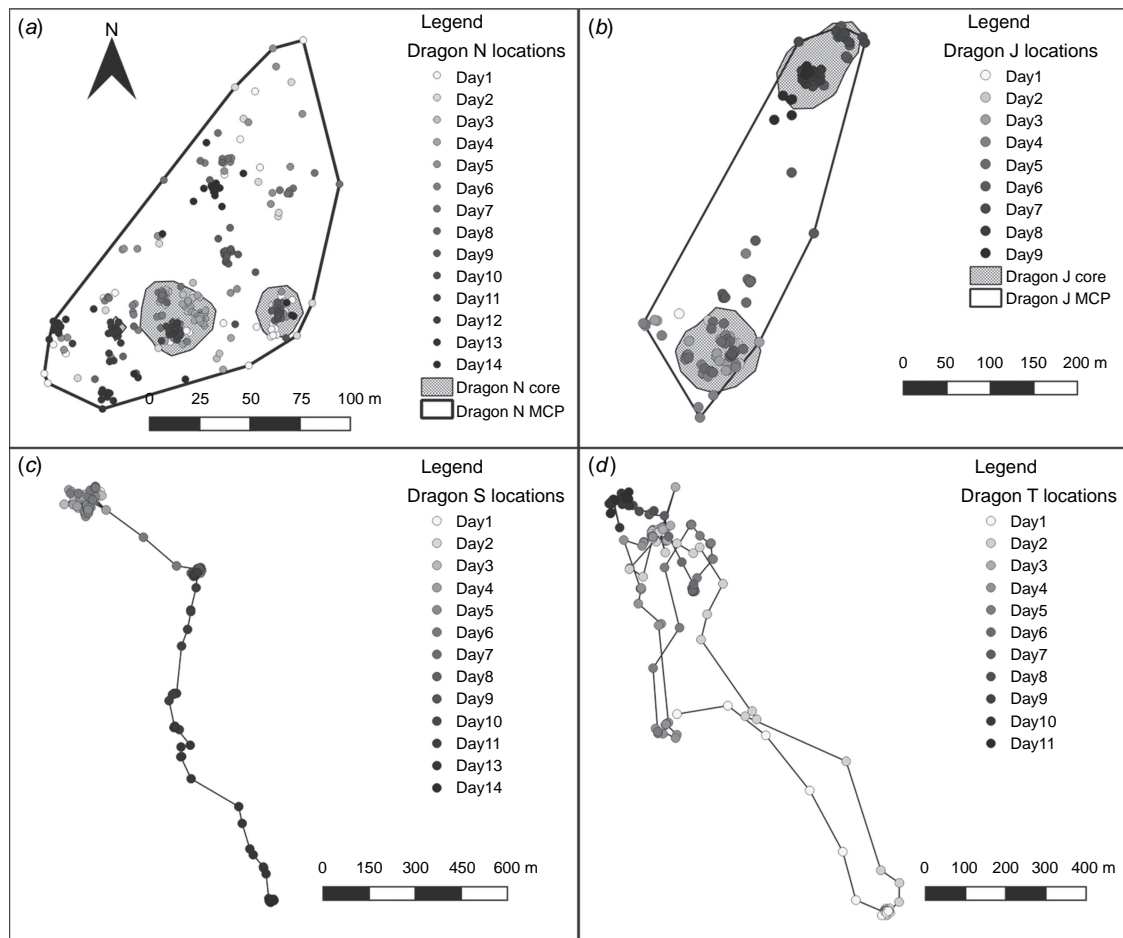 (a)
N
Legend
Dragon N locations
Day1
Day2
Day3
Day4
Day5
Day6
Day7
Day8
Day9
Day10
Day11
Day12
Day13
Day14
Dragon N core
Dragon N MCP
0 25 50 75 100 m
(b)
Legend
Dragon J locations
Day1
Day2
Day3
Day4
Day5
Day6
Day7
Day8
Day9
Dragon J core
Dragon J MCP
0 50 100 150 200 m
(c)
Legend
Dragon S locations
Day1
Day2
Day3
Day4
Day5
Day6
Day7
Day8
Day9
Day10
Day11
Day13
Day14
0 150 300 450 600 m
(d)
Legend
Dragon T locations
Day1
Day2
Day3
Day4
Day5
Day6
Day7
Day8
Day9
Day10
Day11
0 100 200 300 400 m